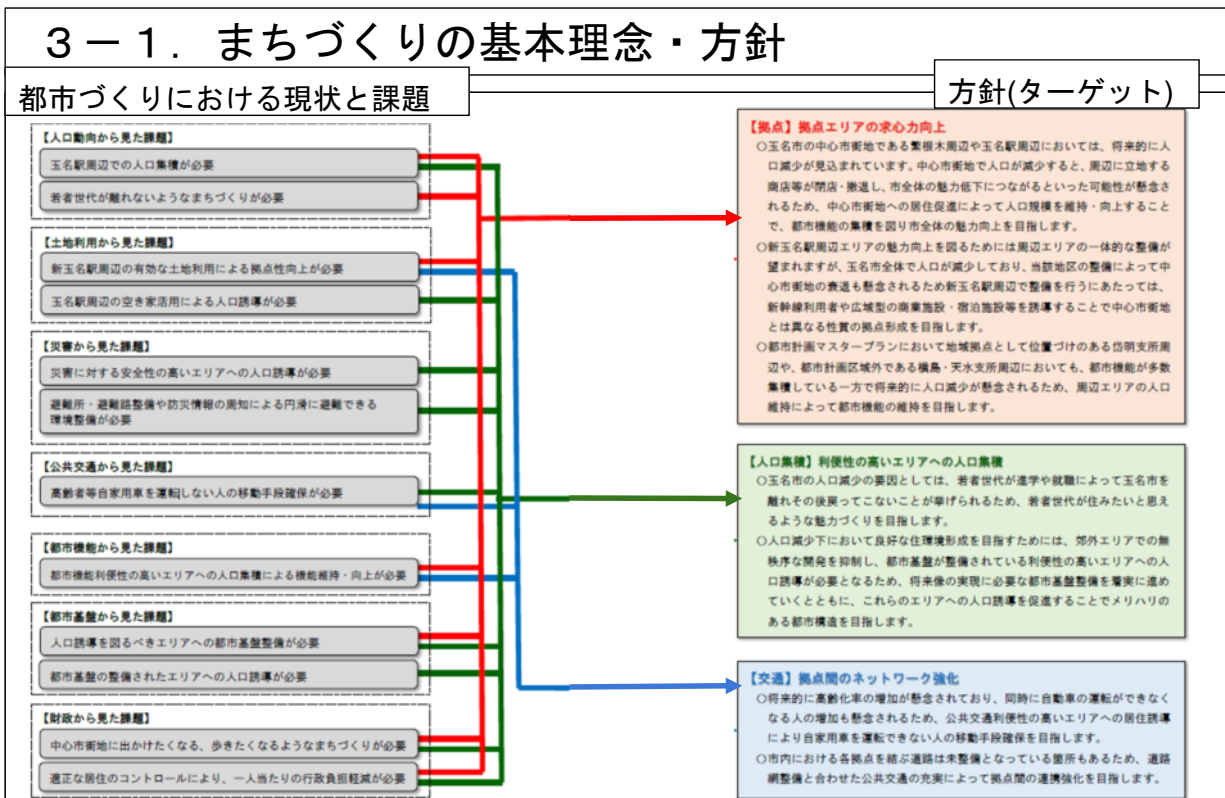 ３－１．まちづくりの基本理念・方針
都市づくりにおける現状と課題
方針(ターゲット)
【人口動向から見た課題】
玉名駅周辺での人口集積が必要
若者世代が離れないようなまちづくりが必要
【土地利用から見た課題】
新玉名駅周辺の有効な土地利用による拠点性向上が必要
玉名駅周辺の空き家活用による人口誘導が必要
【災害から見た課題】
災害に対する安全性の高いエリアへの人口誘導が必要
避難所・避難路整備や防災情報の周知による円滑に避難できる
環境整備が必要
【公共交通から見た課題】
高齢者等自家用車を運転しない人の移動手段確保が必要
【都市機能から見た課題】
都市機能利便性の高いエリアへの人口集積による機能維持・向上が必要
【都市基盤から見た課題】
人口誘導を図るべきエリアへの都市基盤整備が必要
都市基盤の整備されたエリアへの人口誘導が必要
【財政から見た課題】
中心市街地に出かけたくなる、歩きたくなるようなまちづくりが必要
適正な居住のコントロールにより、一人当たりの行政負担軽減が必要
【拠点】拠点エリアの求心力向上
○玉名市の中心市街地である繁根木周辺や玉名駅周辺においては、将来的に人
口減少が見込まれています。中心市街地で人口が減少すると、周辺に立地する
商店等が閉店・撤退し、市全体の魅力低下につながるといった可能性が懸念さ
れるため、中心市街地への居住促進によって人口規模を維持・向上すること
で、都市機能の集積を図り市全体の魅力向上を目指します。
○新玉名駅周辺エリアの魅力向上を図るためには周辺エリアの一体的な整備が
望まれますが、玉名市全体で人口が減少しており、当該地区の整備によって中
心市街地の衰退も懸念されるため新玉名駅周辺で整備を行うにあたっては、
新幹線利用者や広域型の商業施設・宿泊施設等を誘導することで中心市街地
とは異なる性質の拠点形成を目指します。
○都市計画マスタープランにおいて地域拠点として位置づけのある岱明支所周
辺や、都市計画区域外である横島・天水支所周辺においても、都市機能が多数
集積している一方で将来的に人口減少が懸念されるため、周辺エリアの人口
維持によって都市機能の維持を目指します。
【人口集積】利便性の高いエリアへの人口集積
○玉名市の人口減少の要因としては、若者世代が進学や就職によって玉名市を
離れその後戻ってこないことが挙げられるため、若者世代が住みたいと思え
るような魅力づくりを目指します。
○人口減少下において良好な住環境形成を目指すためには、郊外エリアでの無
秩序な開発を抑制し、都市基盤が整備されている利便性の高いエリアへの人
口誘導が必要となるため、将来像の実現に必要な都市基盤整備を着実に進め
ていくとともに、これらのエリアへの人口誘導を促進することでメリハリの
ある都市構造を目指します。
【交通】拠点間のネットワーク強化
○将来的に高齢化率の増加が懸念されており、同時に自動車の運転ができなく
なる人の増加も懸念されるため、公共交通利便性の高いエリアへの居住誘導
により自家用車を運転できない人の移動手段確保を目指します。
○市内における各拠点を結ぶ道路は未整備となっている箇所もあるため、道路
網整備と合わせた公共交通の充実によって拠点間の連携強化を目指します。